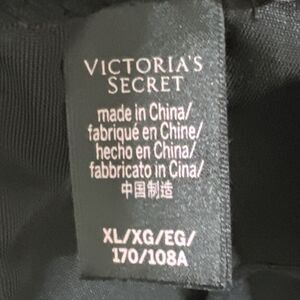 VICTORIA'S
SECRET
made in China/
fabriqué en Chine/
hecho en China/
fabbricato in Cina/
中国制造
XL/XG/EG/
170/108A